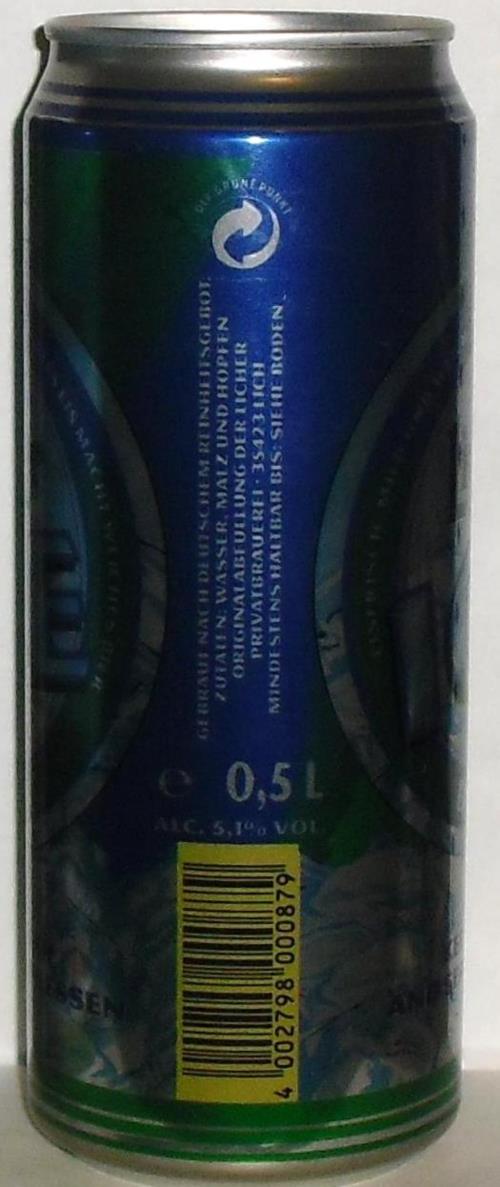 DER GRÜNE PUNKT
GEBRAUT NACH DEUTSCHEM REINHEITSGEBOT.
ZUTATEN: WASSER, MALZ UND HOPFEN
ORIGINALABFÜLLUNG DER LICHER
PRIVATBRAUEREI · 35423 LICH
MINDESTENS HALTBAR BIS: SIEHE BODEN.
e 0,5 L
ALC. 5,1% VOL.
4 002798 000879